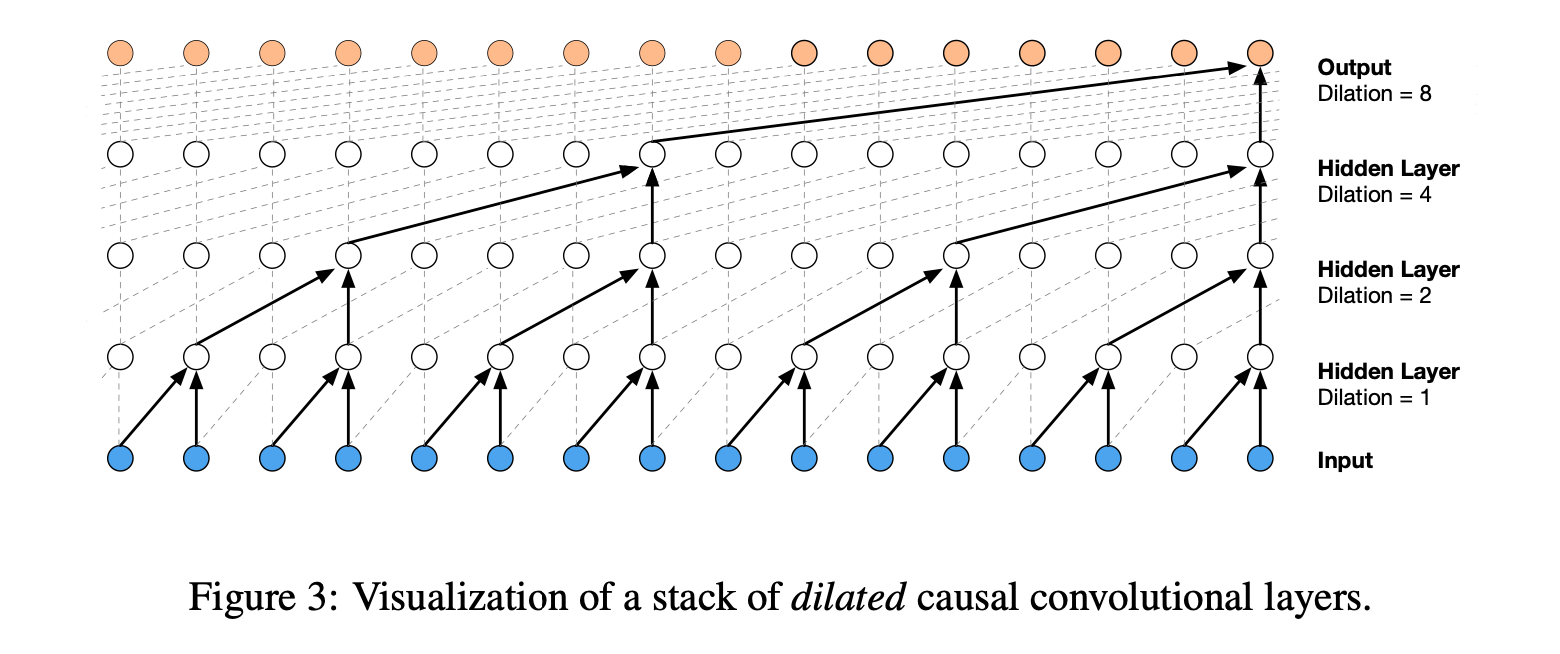 Output
Dilation = 8
Hidden Layer
Dilation = 4
Hidden Layer
Dilation = 2
Hidden Layer
Dilation = 1
Input
Figure 3: Visualization of a stack of dilated causal convolutional layers.